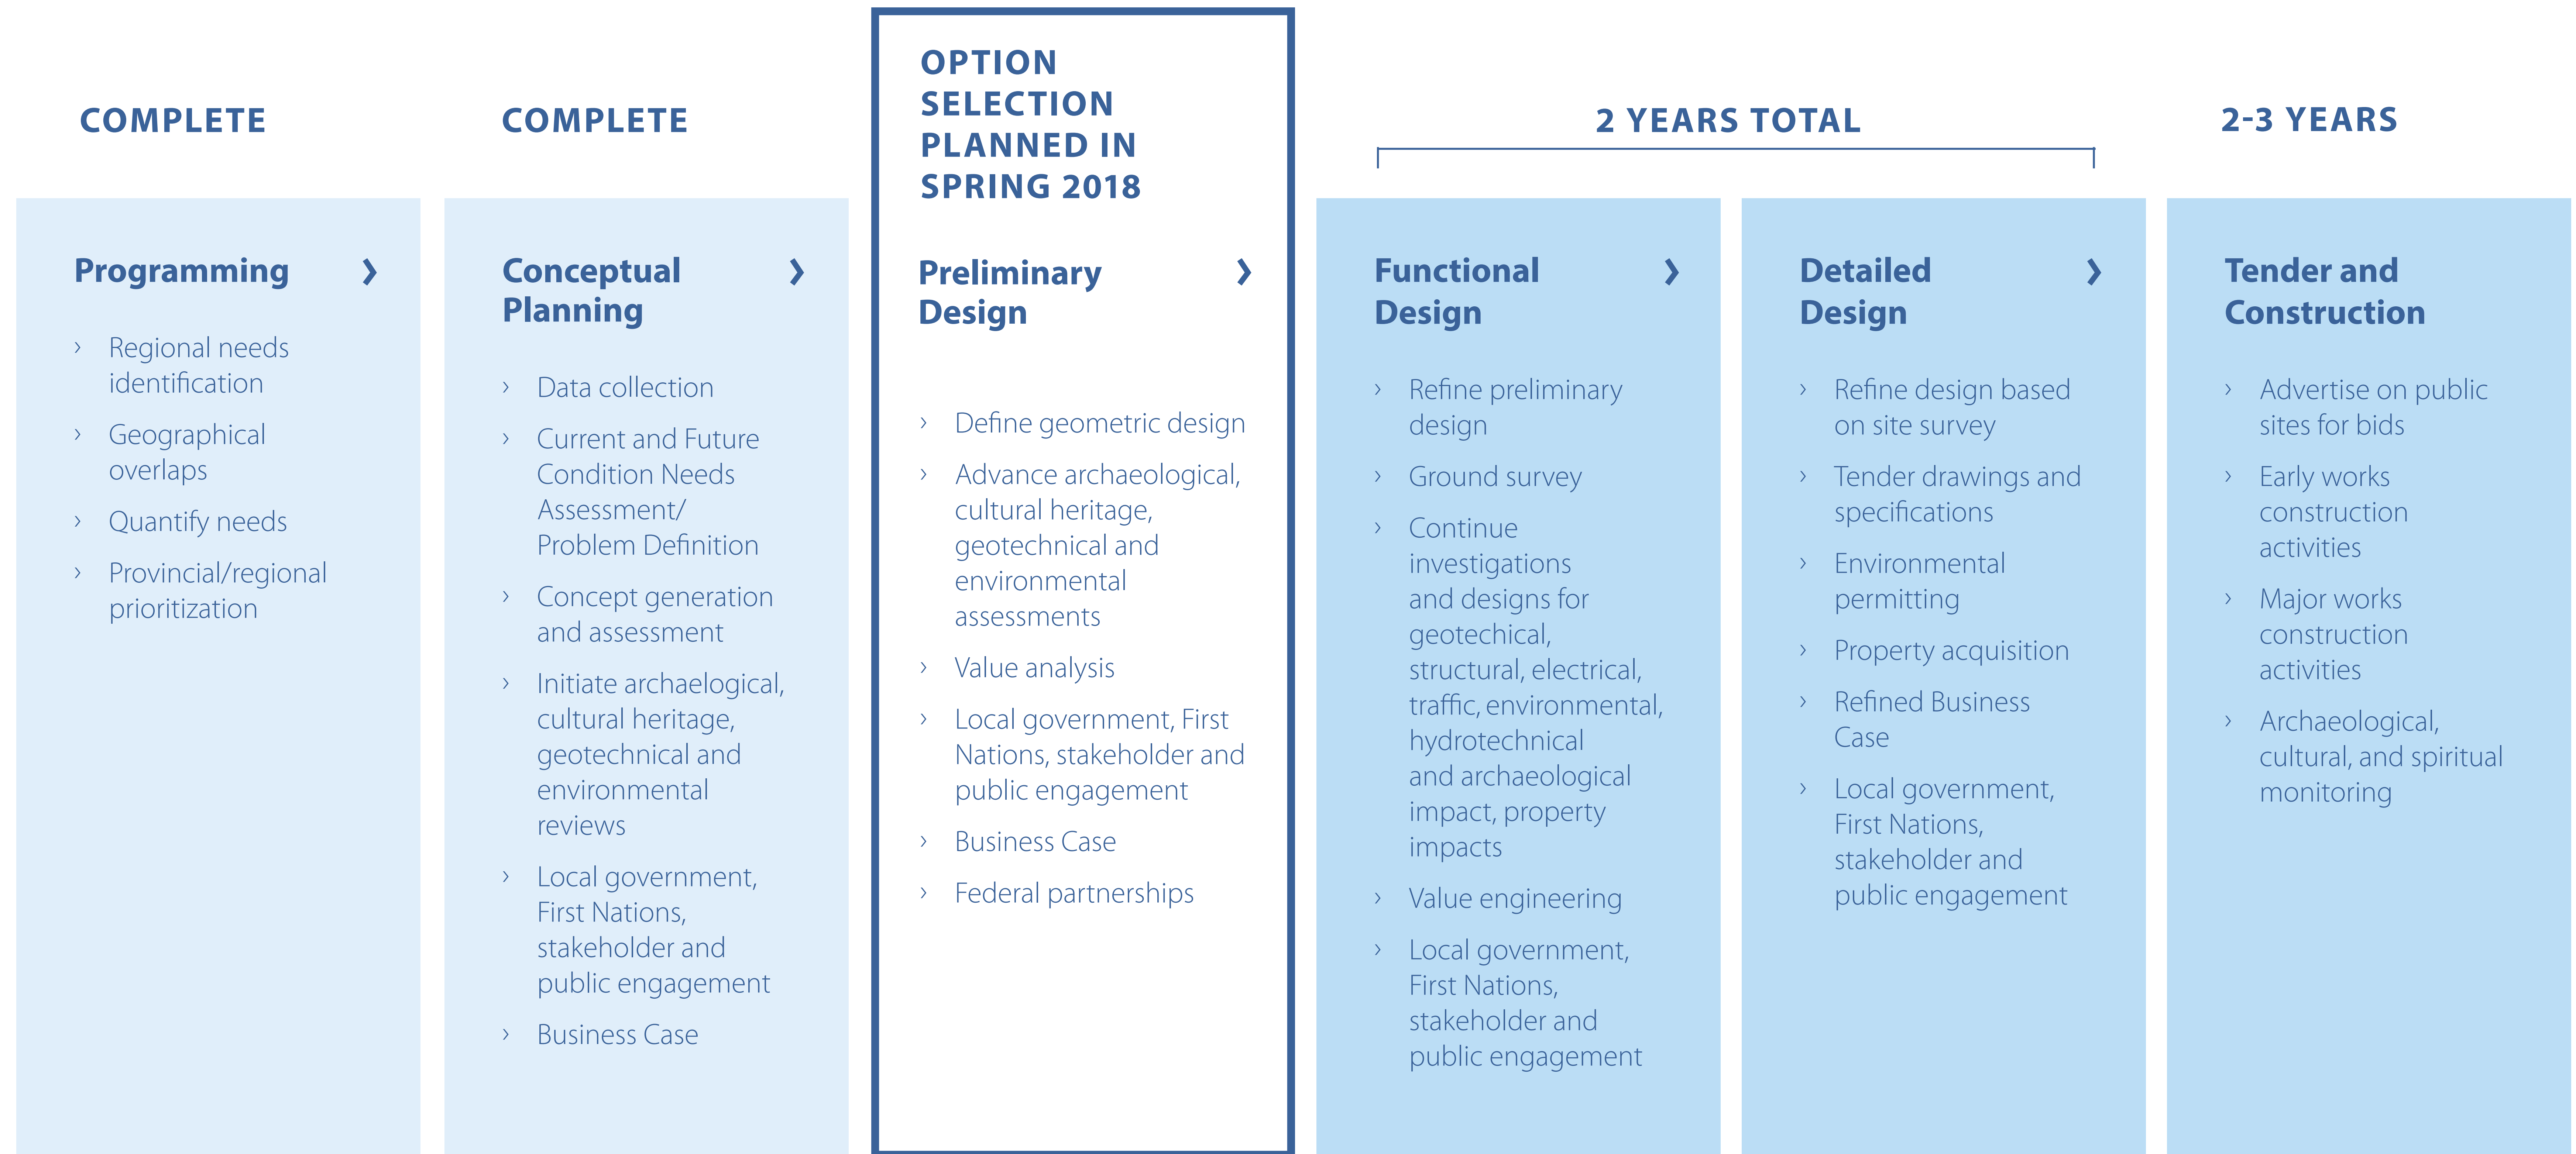 COMPLETE
Programming
› Regional needs
identification
› Geographical
overlaps
› Quantify needs
› Provincial/regional
prioritization
COMPLETE
Conceptual
Planning
› Data collection
› Current and Future
Condition Needs
Assessment/
Problem Definition
› Concept generation
and assessment
› Initiate archaelogical,
cultural heritage,
geotechnical and
environmental
reviews
› Local government,
First Nations,
stakeholder and
public engagement
› Business Case
OPTION
SELECTION
PLANNED IN
SPRING 2018
Preliminary
Design
› Define geometric design
› Advance archaeological,
cultural heritage,
geotechnical and
environmental
assessments
› Value analysis
› Local government, First
Nations, stakeholder and
public engagement
› Business Case
› Federal partnerships
2 YEARS TOTAL
Functional
Design
› Refine preliminary
design
› Ground survey
› Continue
investigations
and designs for
geotechical,
structural, electrical,
traffic, environmental,
hydrotechnical
and archaeological
impact, property
impacts
› Value engineering
› Local government,
First Nations,
stakeholder and
public engagement
Detailed
Design
› Refine design based
on site survey
› Tender drawings and
specifications
› Environmental
permitting
› Property acquisition
› Refined Business
Case
› Local government,
First Nations,
stakeholder and
public engagement
2-3 YEARS
Tender and
Construction
› Advertise on public
sites for bids
› Early works
construction
activities
› Major works
construction
activities
› Archaeological,
cultural, and spiritual
monitoring